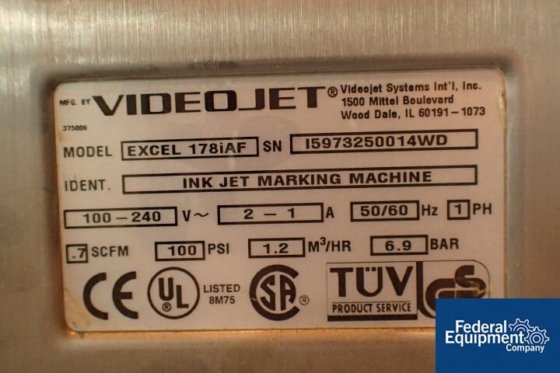 MFG. BY VIDEOJET® Videojet Systems Int'l, Inc.
1500 Mittel Boulevard
Wood Dale, IL 60191-1073
375006
MODEL EXCEL 178iAF SN I5973250014WD
IDENT. INK JET MARKING MACHINE
100-240 V~ 2-1 A 50/60 Hz 1 PH
.7 SCFM 100 PSI 1.2 M³/HR 6.9 BAR
CE UL LISTED 8M75 SA TÜV PRODUCT SERVICE GS
Federal
Equipment
Company